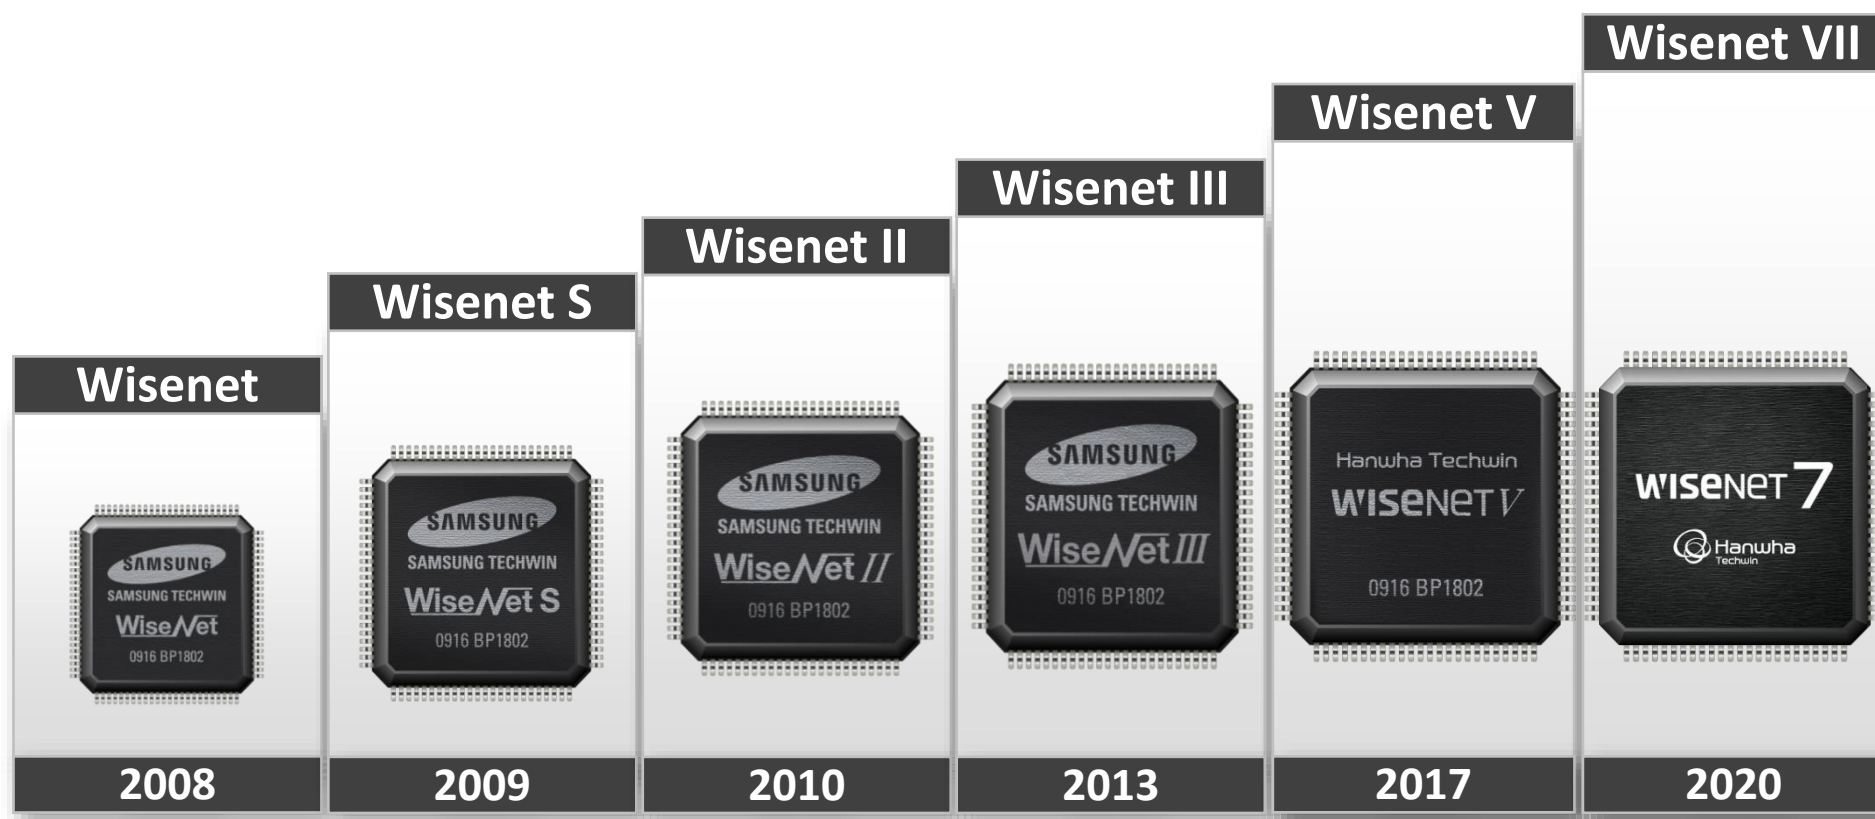 Wisenet
SAMSUNG
SAMSUNG TECHWIN
WiseNet
0916 BP1802
2008
Wisenet S
SAMSUNG
SAMSUNG TECHWIN
WiseNet S
0916 BP1802
2009
Wisenet II
SAMSUNG
SAMSUNG TECHWIN
WiseNet II
0916 BP1802
2010
Wisenet III
SAMSUNG
SAMSUNG TECHWIN
WiseNet III
0916 BP1802
2013
Wisenet V
Hanwha Techwin
WISENET V
0916 BP1802
2017
Wisenet VII
WISENET 7
Hanwha
Techwin
2020